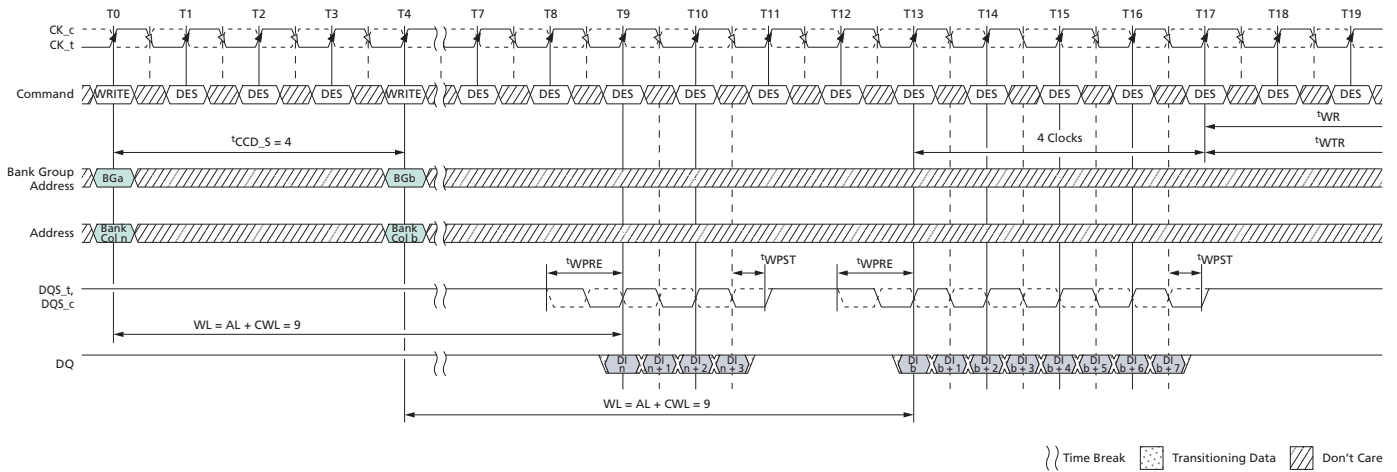 T0 T1 T2 T3 T4 T7 T8 T9 T10 T11 T12 T13 T14 T15 T16 T17 T18 T19
CK_c
CK_t
Command WRITE DES DES DES WRITE DES DES DES DES DES DES DES DES DES DES DES DES DES
tWR
tCCD_S = 4 4 Clocks
tWTR
Bank Group
Address BGa BGb
Address Bank
Col n Bank
Col b
tWPRE tWPST tWPRE tWPST
DQS_t,
DQS_c
WL = AL + CWL = 9
DQ DI
n DI
n + 1 DI
n + 2 DI
n + 3 DI
b DI
b + 1 DI
b + 2 DI
b + 3 DI
b + 4 DI
b + 5 DI
b + 6 DI
b + 7
WL = AL + CWL = 9
Time Break Transitioning Data Don't Care